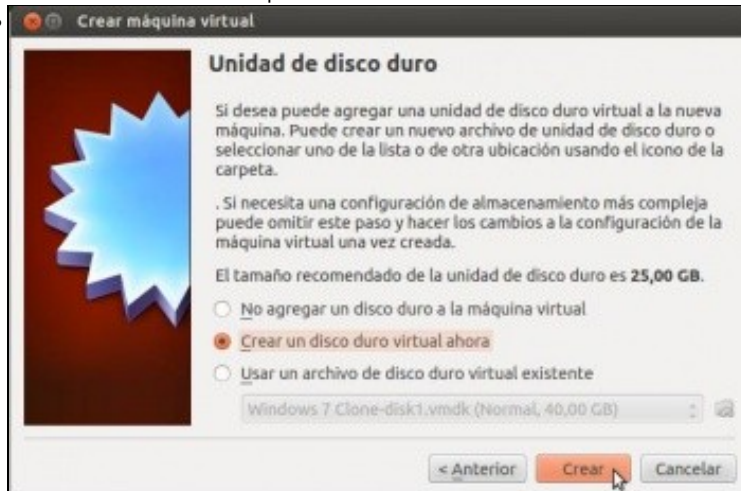 Crear máquina virtual
Unidad de disco duro
Si desea puede agregar una unidad de disco duro virtual a la nueva
máquina. Puede crear un nuevo archivo de unidad de disco duro o
seleccionar uno de la lista o de otra ubicación usando el icono de la
carpeta.
. Si necesita una configuración de almacenamiento más compleja
puede omitir este paso y hacer los cambios a la configuración de la
máquina virtual una vez creada.
El tamaño recomendado de la unidad de disco duro es 25,00 GB.
No agregar un disco duro a la máquina virtual
Crear un disco duro virtual ahora
Usar un archivo de disco duro virtual existente
Windows 7 Clone-disk1.vmdk (Normal, 40,00 GB)
< Anterior Crear Cancelar